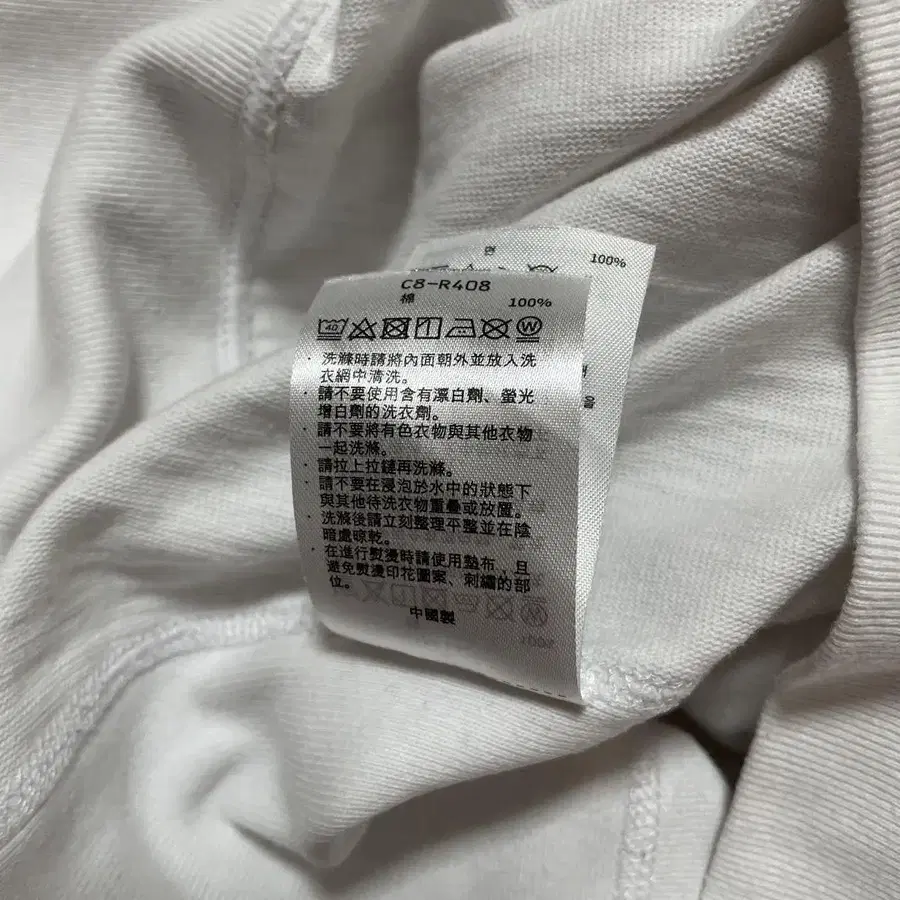 면
100%
C8-R408
棉 100%
40 W
· 洗滌時請將內面朝外並放入洗
衣網中清洗。
· 請不要使用含有漂白劑、螢光
增白劑的洗衣劑。
· 請不要將有色衣物與其他衣物
一起洗滌。
· 請拉上拉鏈再洗滌。
· 請不要在浸泡於水中的狀態下
與其他待洗衣物重疊或放置。
· 洗滌後請立刻整理平整並在陰
暗處晾乾。
· 在進行熨燙時請使用墊布，且
避免熨燙印花圖案、刺繡的部
位。
中國製